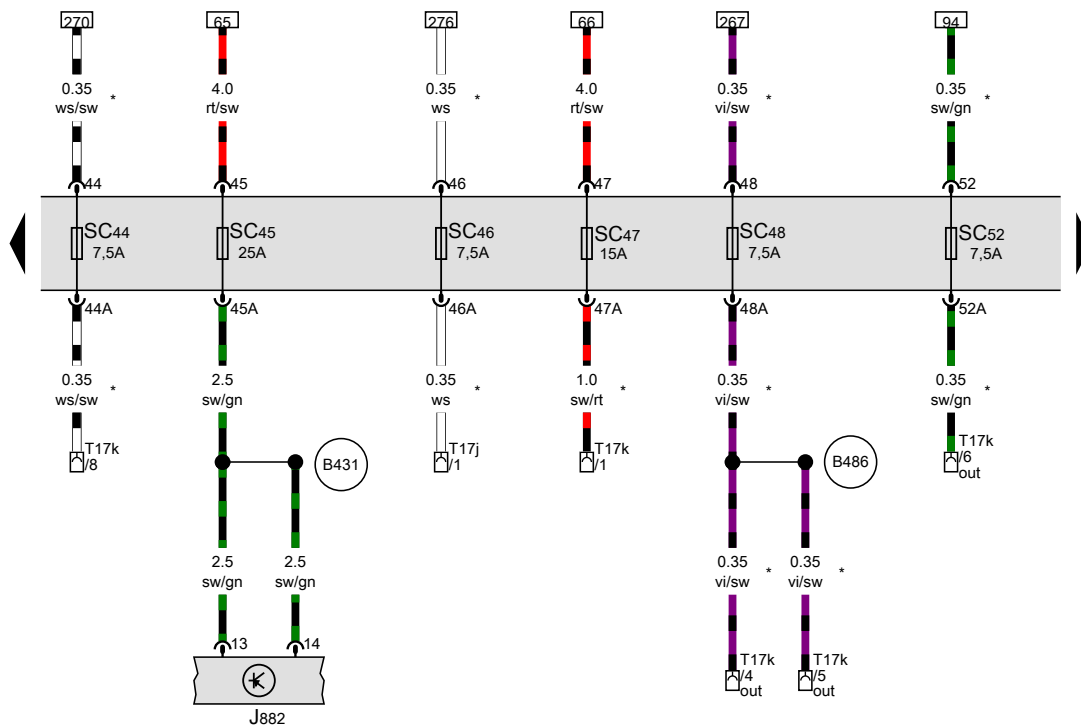 270 65 276 66 267 94
0.35 4.0 0.35 4.0 0.35 0.35
ws/sw * rt/sw ws * rt/sw vi/sw * sw/gn *
44 45 46 47 48 52
SC44 SC45 SC46 SC47 SC48 SC52
7,5A 25A 7,5A 15A 7,5A 7,5A
44A 45A 46A 47A 48A 52A
0.35 2.5 0.35 1.0 0.35 0.35
ws/sw * sw/gn ws * sw/rt * vi/sw * sw/gn *
T17k T17j T17k T17k
/8 B431 /1 /1 B486 /6
out
2.5 2.5 0.35 0.35
sw/gn sw/gn vi/sw * vi/sw *
13 14 T17k T17k
/4 /5
out out
J882